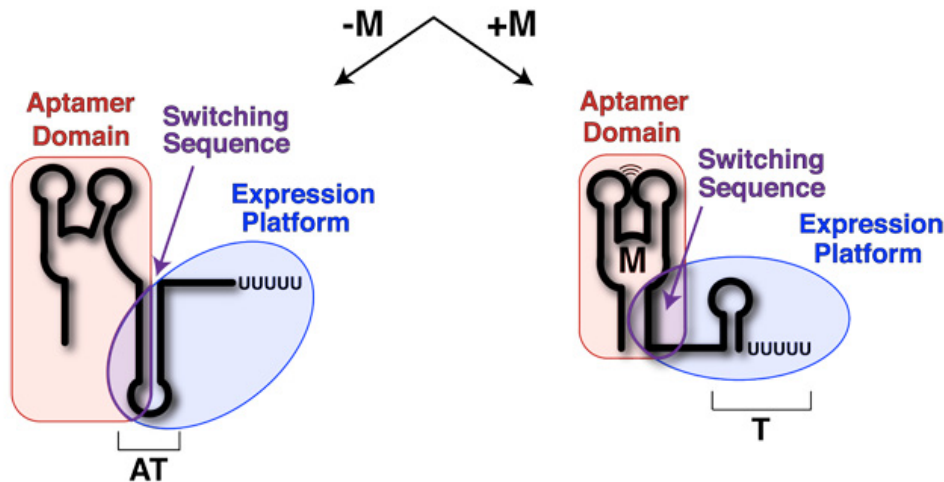 -M
+M
Aptamer
Domain
Switching
Sequence
Expression
Platform
UUUUU
AT
Aptamer
Domain
Switching
Sequence
Expression
Platform
M
UUUUU
T